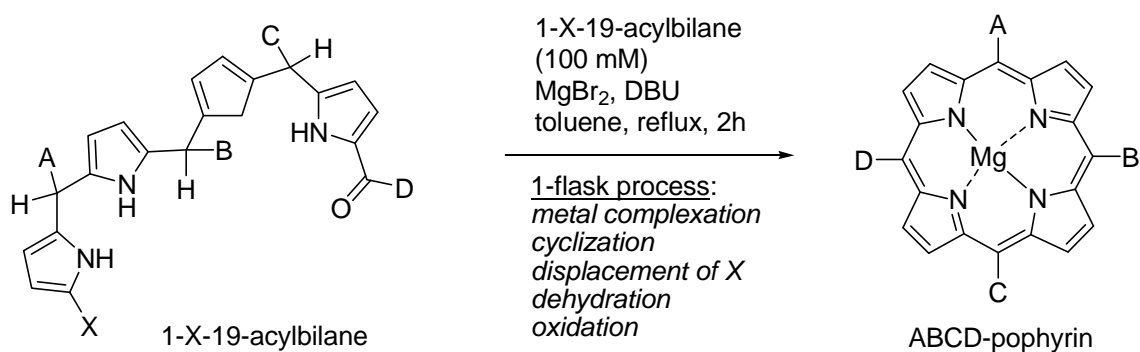 C
H
HN
A
B
H
N
H
H
O
D
NH
X
1-X-19-acylbilane
1-X-19-acylbilane
(100 mM)
MgBr2, DBU
toluene, reflux, 2h
1-flask process:
metal complexation
cyclization
displacement of X
dehydration
oxidation
A
N
N
D
Mg
B
N
N
C
ABCD-pophyrin